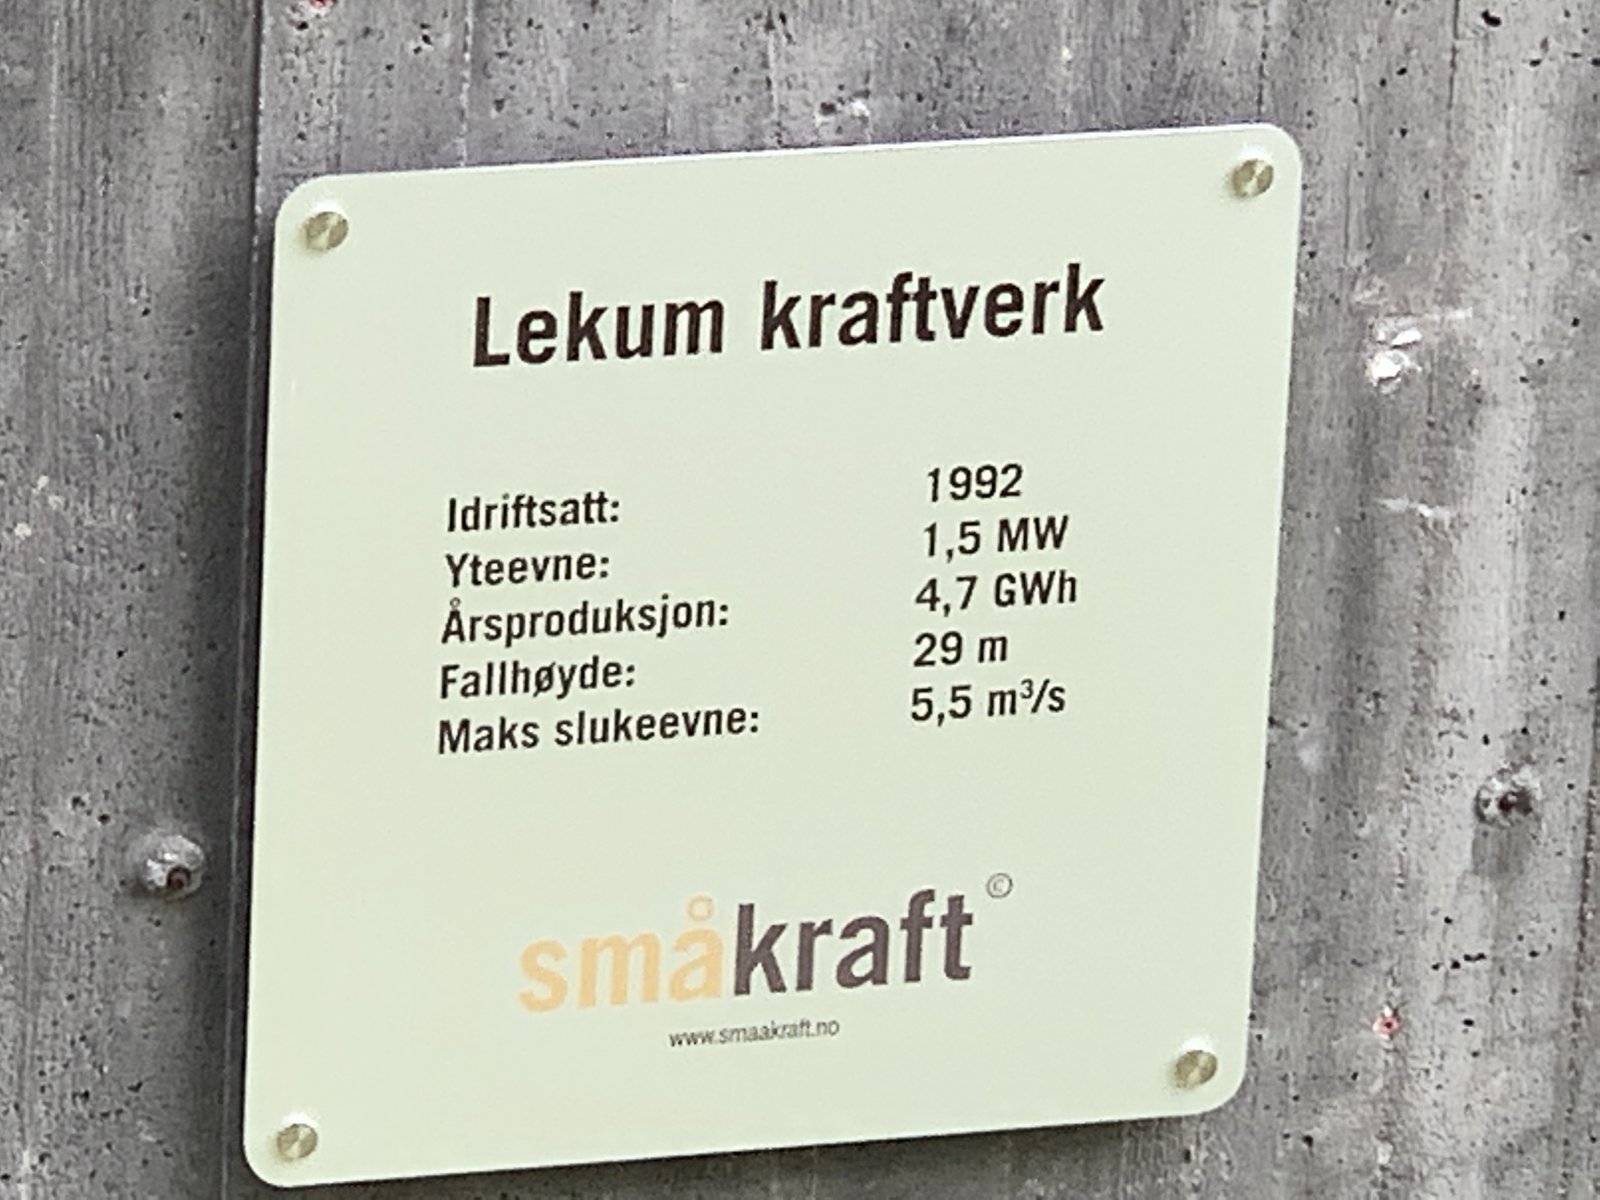 Lekum kraftverk
Idriftsatt: 1992
Yteevne: 1,5 MW
Årsproduksjon: 4,7 GWh
Fallhøyde: 29 m
Maks slukeevne: 5,5 m³/s
småkraft©
www.smaakraft.no